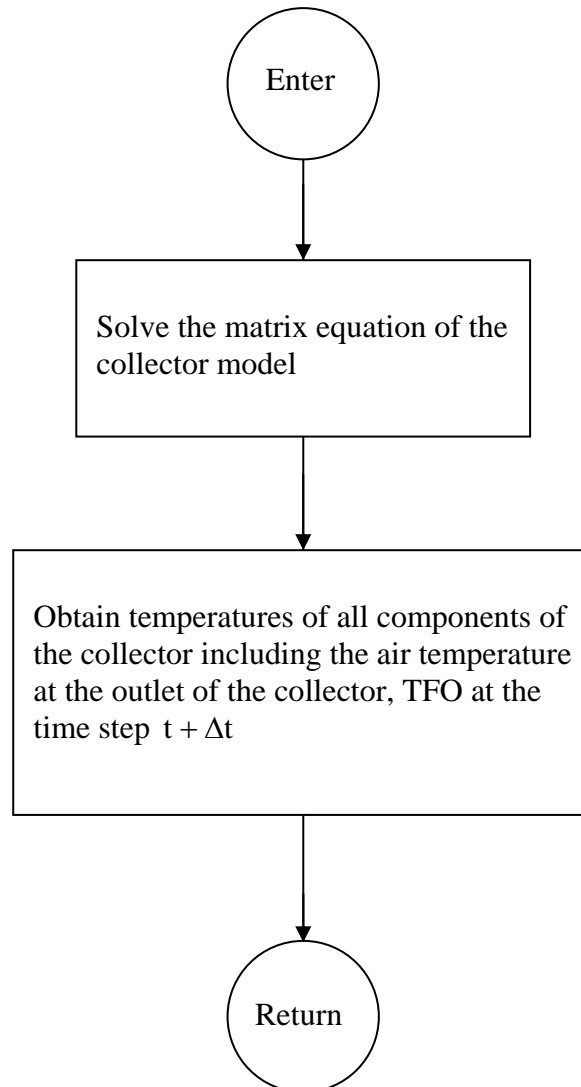 Enter
Solve the matrix equation of the
collector model
Obtain temperatures of all components of
the collector including the air temperature
at the outlet of the collector, TFO at the
time step t + Δt
Return